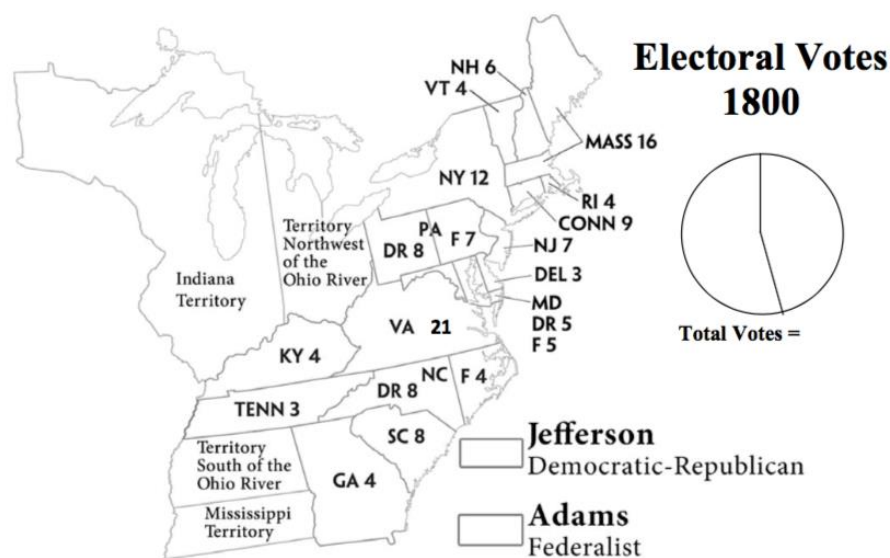 Electoral Votes
1800
NH 6
VT 4
MASS 16
NY 12
RI 4
CONN 9
PA
DR 8
F 7
NJ 7
DEL 3
MD
DR 5
F 5
Territory
Northwest
of the
Ohio River
Indiana
Territory
VA 21
KY 4
NC
DR 8
F 4
TENN 3
SC 8
GA 4
Territory
South of the
Ohio River
Mississippi
Territory
Total Votes =
Jefferson
Democratic-Republican
Adams
Federalist